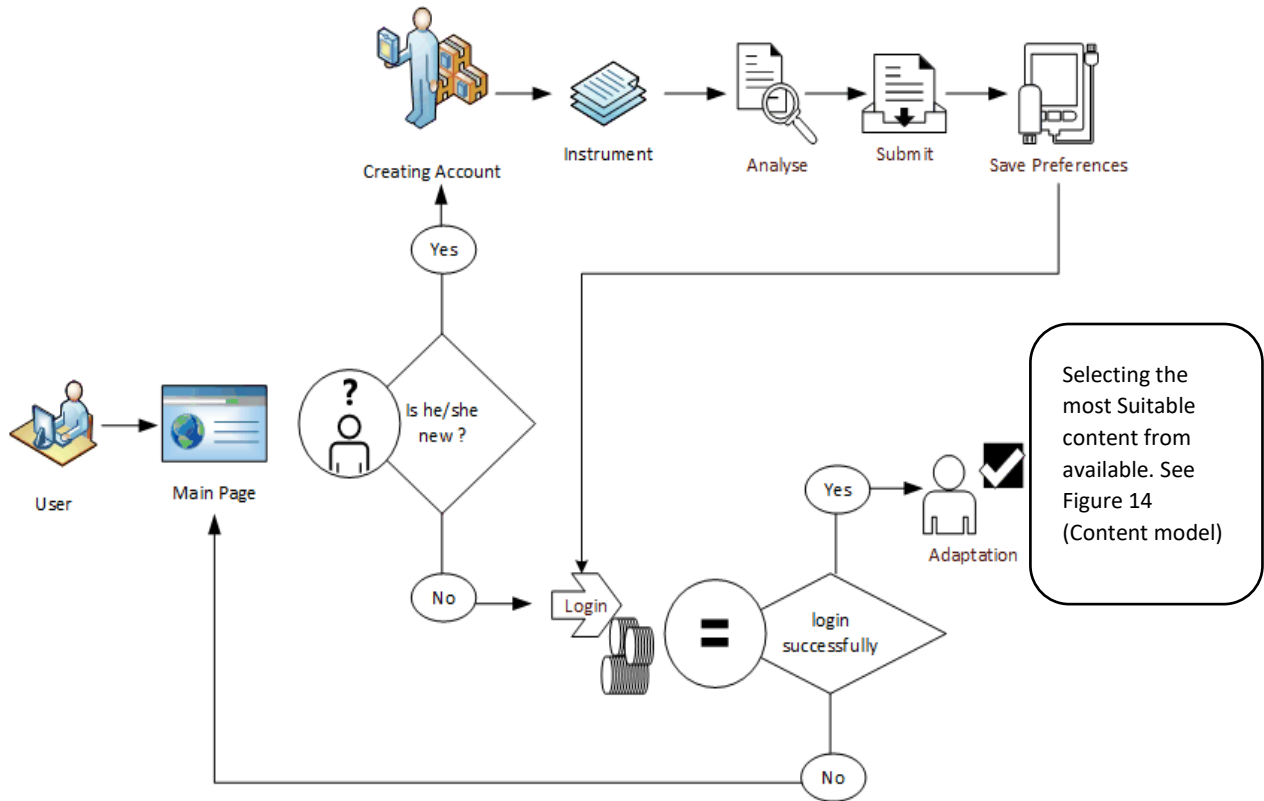 Creating Account
Instrument
Analyse
Submit
Save Preferences
Yes
?
Is he/she
new ?
User
Main Page
No
Login
=
login
successfully
Yes
Adaptation
No
Selecting the
most Suitable
content from
available. See
Figure 14
(Content model)